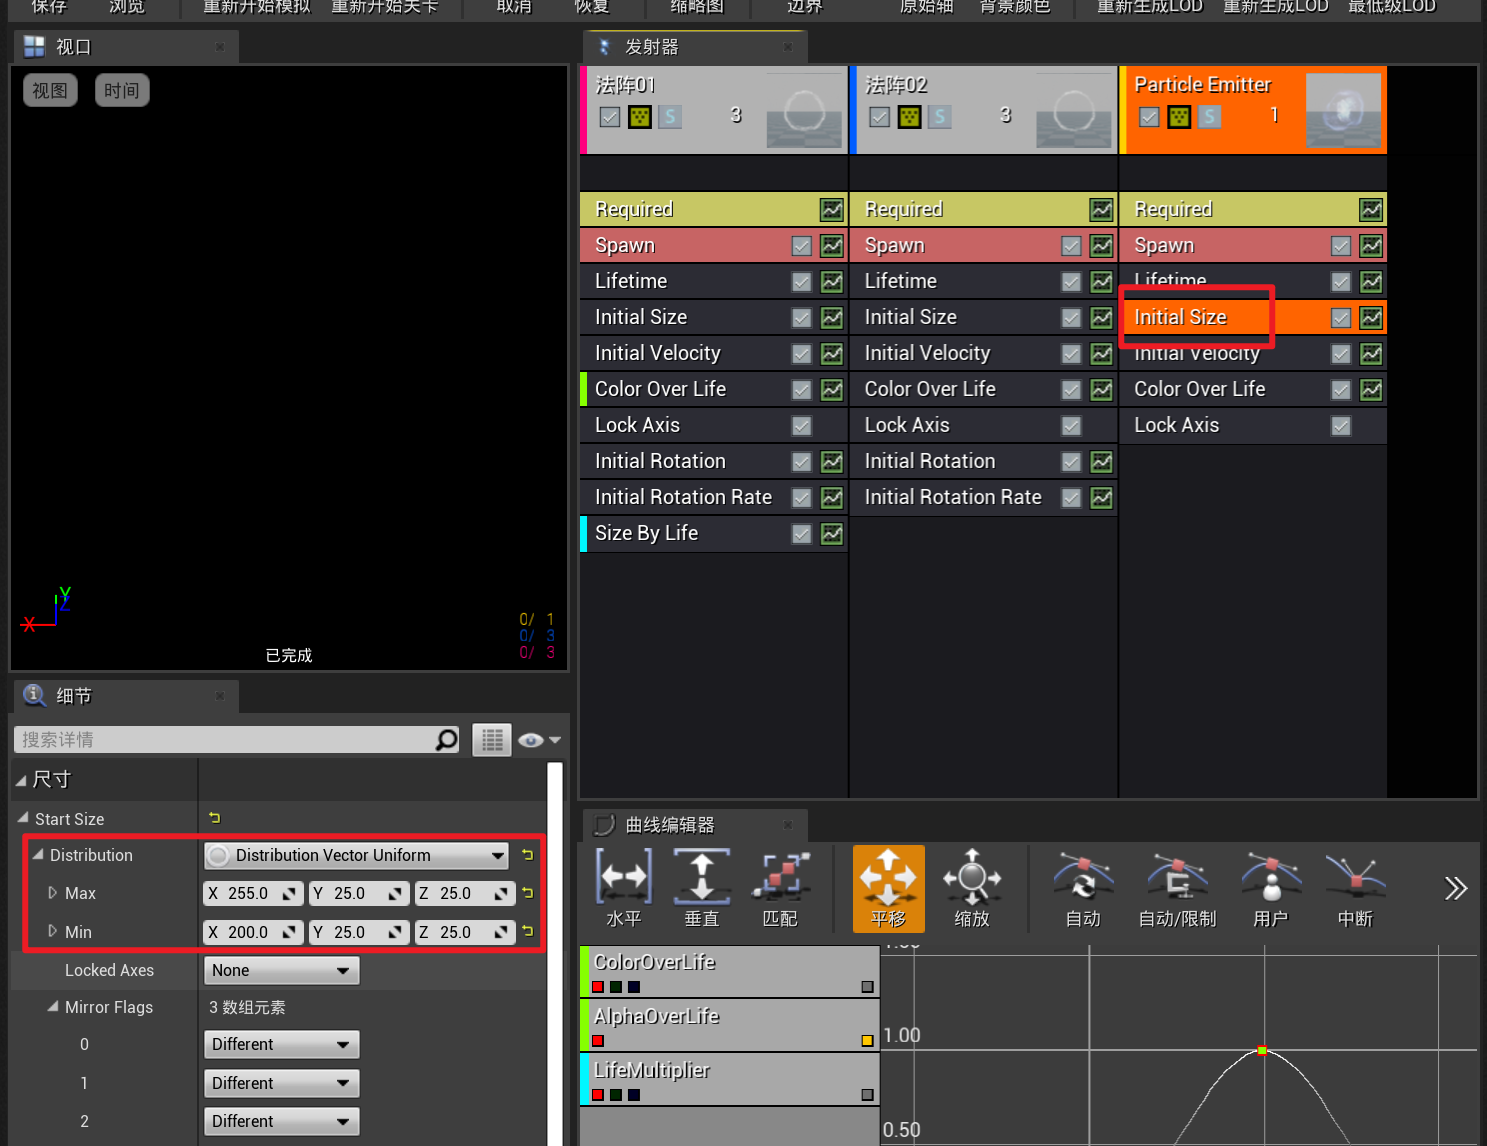 保存 浏览 重新开始模拟 重新开始关卡 取消 恢复 缩略图 边界 原始轴 背景颜色 重新生成LOD 重新生成LOD 最低级LOD
视口
视图 时间
X Y Z
已完成
0/ 1
0/ 3
0/ 3
发射器
法阵01 3
法阵02 3
Particle Emitter 1
S S S
Required Required Required
Spawn Spawn Spawn
Lifetime Lifetime Lifetime
Initial Size Initial Size Initial Size
Initial Velocity Initial Velocity Initial Velocity
Color Over Life Color Over Life Color Over Life
Lock Axis Lock Axis Lock Axis
Initial Rotation Initial Rotation
Initial Rotation Rate Initial Rotation Rate
Size By Life
细节
搜索详情
尺寸
Start Size
Distribution Distribution Vector Uniform
Max X 255.0 Y 25.0 Z 25.0
Min X 200.0 Y 25.0 Z 25.0
Locked Axes None
Mirror Flags 3 数组元素
0 Different
1 Different
2 Different
曲线编辑器
水平 垂直 匹配 平移 缩放 自动 自动/限制 用户 中断
ColorOverLife
AlphaOverLife
LifeMultiplier
1.00
0.50